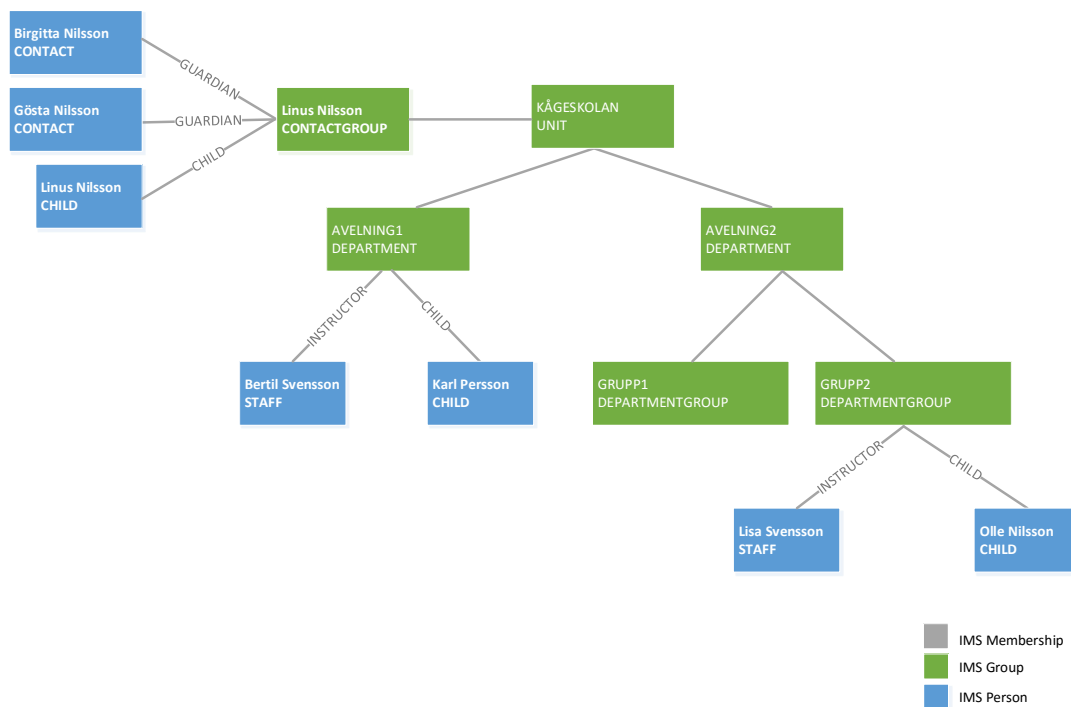 Birgitta Nilsson
CONTACT
GUARDIAN
Gösta Nilsson
CONTACT
GUARDIAN
Linus Nilsson
CHILD
CHILD
Linus Nilsson
CONTACTGROUP
KÅGESKOLAN
UNIT
AVELNING1
DEPARTMENT
AVELNING2
DEPARTMENT
INSTRUCTOR
CHILD
Bertil Svensson
STAFF
Karl Persson
CHILD
GRUPP1
DEPARTMENTGROUP
GRUPP2
DEPARTMENTGROUP
INSTRUCTOR
CHILD
Lisa Svensson
STAFF
Olle Nilsson
CHILD
IMS Membership
IMS Group
IMS Person